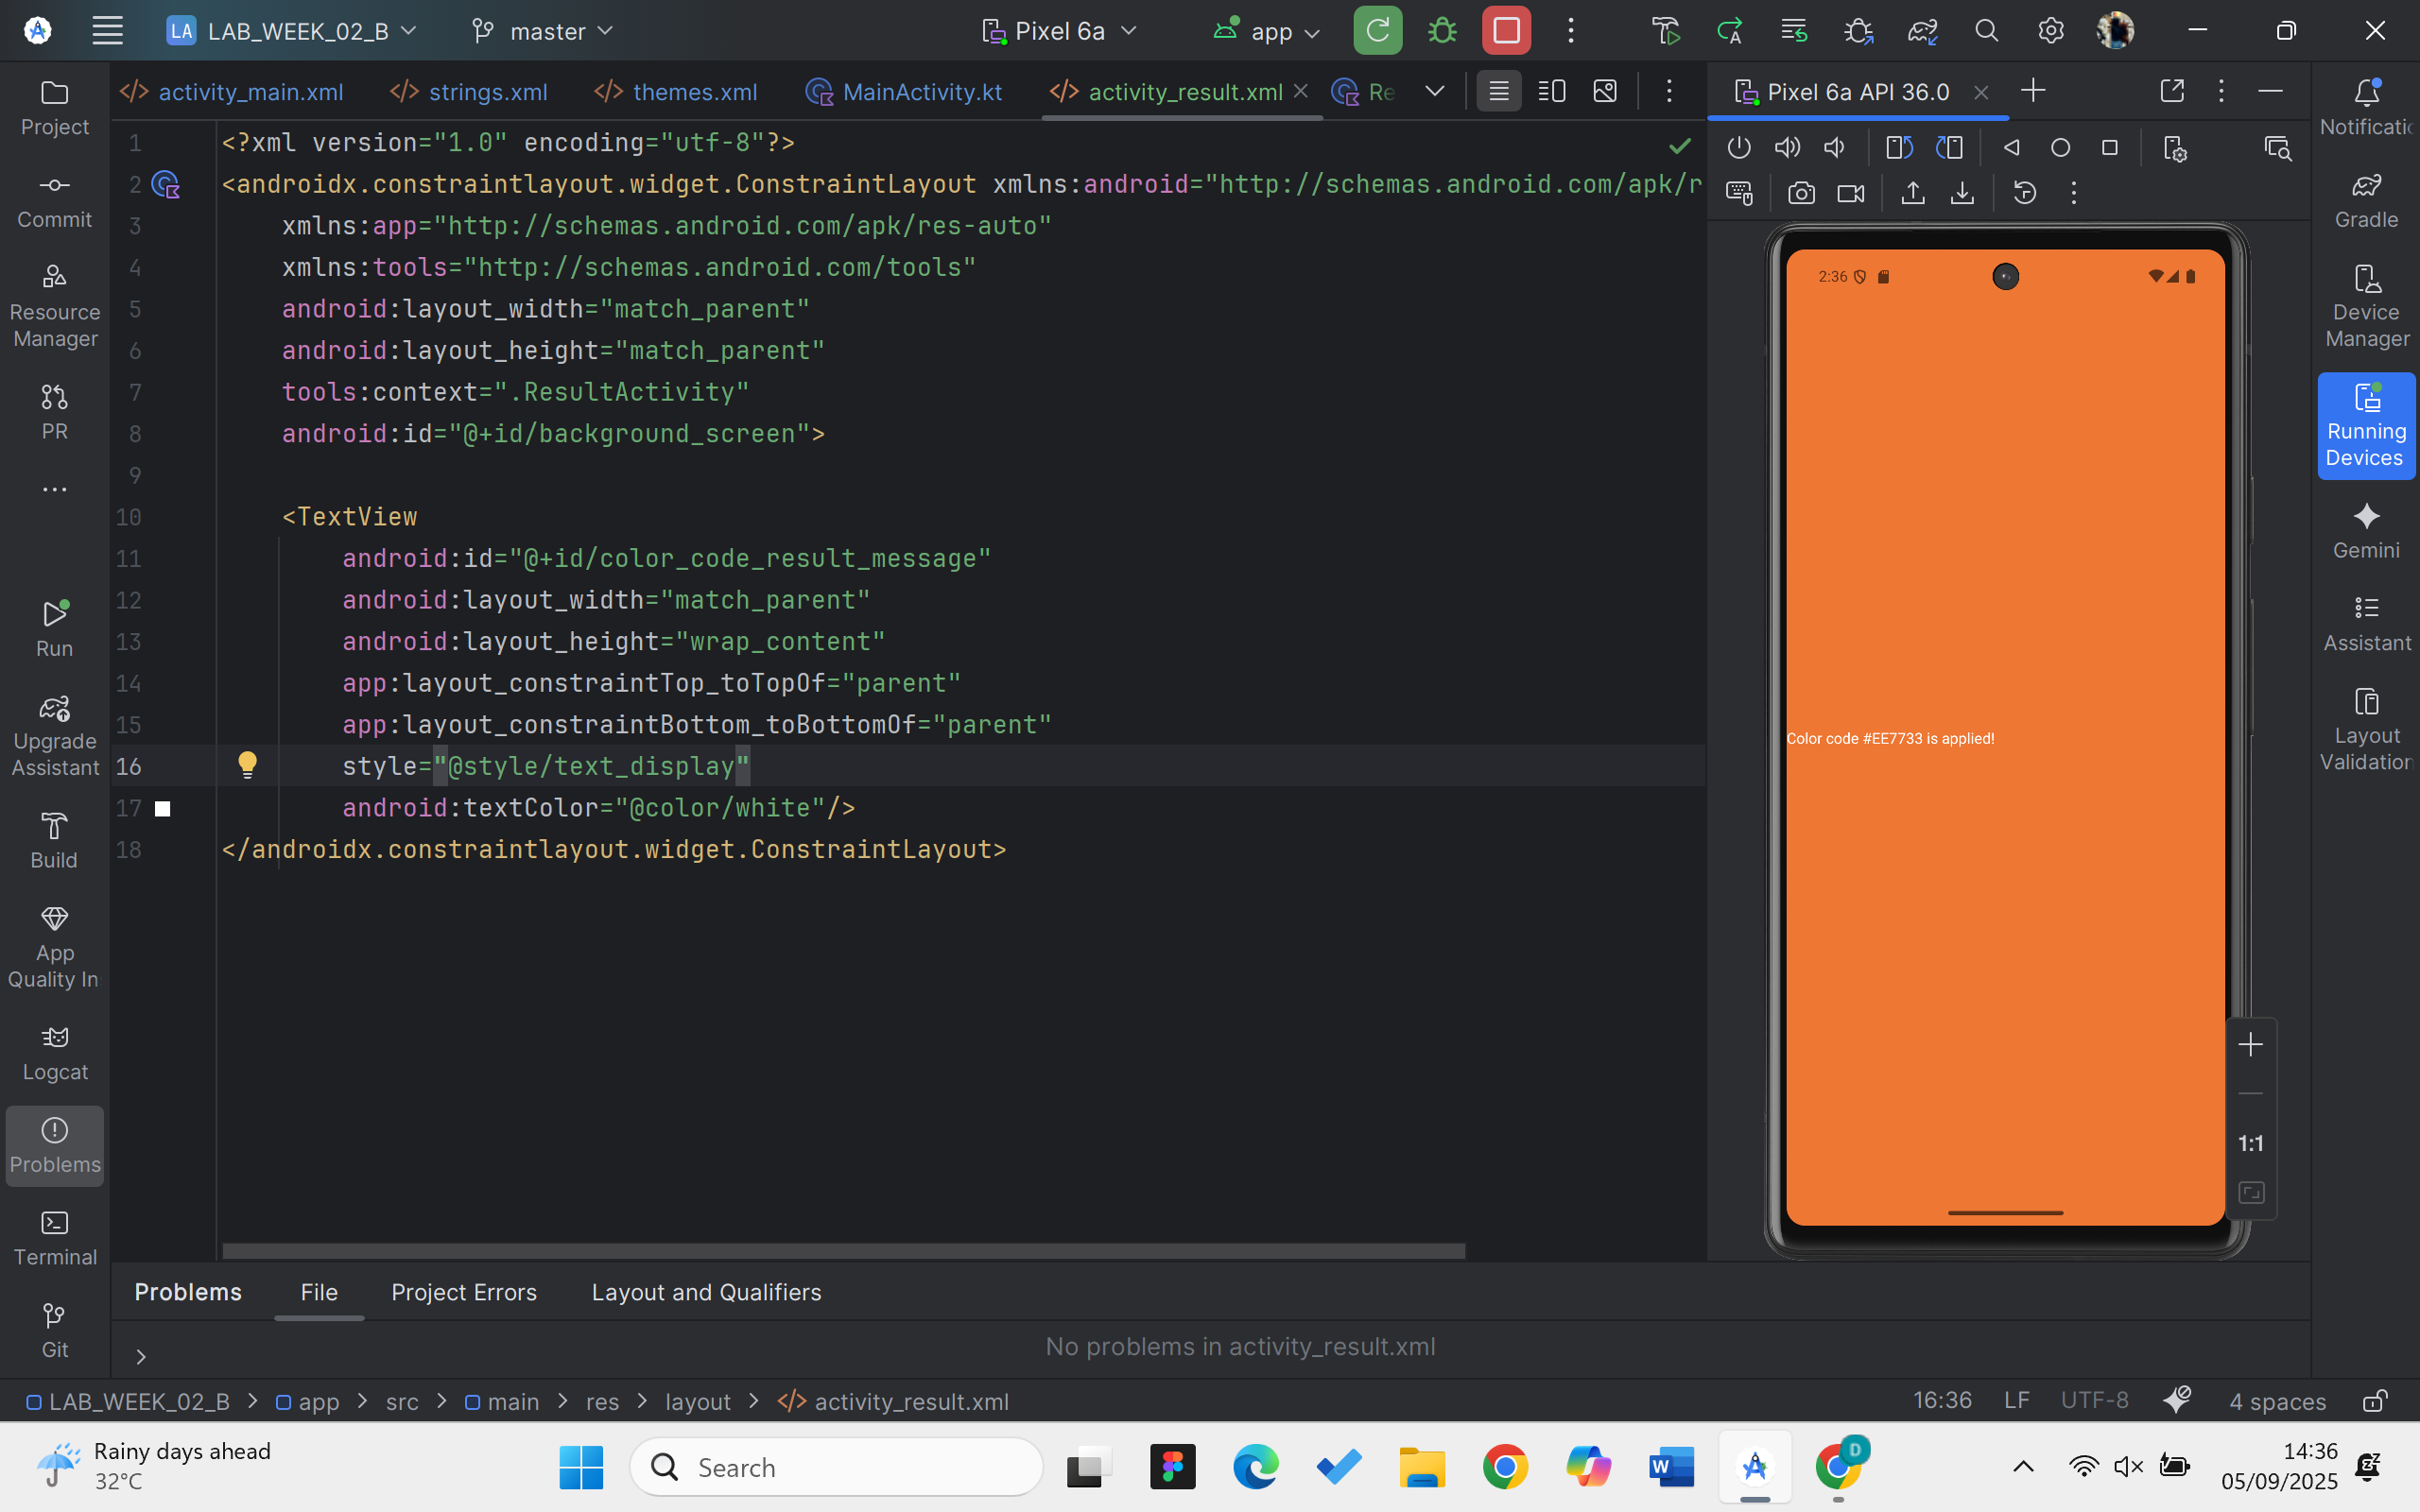 LA LAB_WEEK_02_B master Pixel 6a app
activity_main.xml strings.xml themes.xml MainActivity.kt activity_result.xml Re Pixel 6a API 36.0
Project
Commit
Resource
Manager
PR
Run
Upgrade
Assistant
Build
App
Quality In
Logcat
Problems
Terminal
Git
1 <?xml version="1.0" encoding="utf-8"?>
2 <androidx.constraintlayout.widget.ConstraintLayout xmlns:android="http://schemas.android.com/apk/r
3 xmlns:app="http://schemas.android.com/apk/res-auto"
4 xmlns:tools="http://schemas.android.com/tools"
5 android:layout_width="match_parent"
6 android:layout_height="match_parent"
7 tools:context=".ResultActivity"
8 android:id="@+id/background_screen">
9
10 <TextView
11 android:id="@+id/color_code_result_message"
12 android:layout_width="match_parent"
13 android:layout_height="wrap_content"
14 app:layout_constraintTop_toTopOf="parent"
15 app:layout_constraintBottom_toBottomOf="parent"
16 style="@style/text_display"
17 android:textColor="@color/white"/>
18 </androidx.constraintlayout.widget.ConstraintLayout>
2:36
Color code #EE7733 is applied!
1:1
Notificatio
Gradle
Device
Manager
Running
Devices
Gemini
Assistant
Layout
Validation
Problems File Project Errors Layout and Qualifiers
No problems in activity_result.xml
LAB_WEEK_02_B > app > src > main > res > layout > activity_result.xml 16:36 LF UTF-8 4 spaces
Rainy days ahead
32°C
Search
D
14:36
05/09/2025